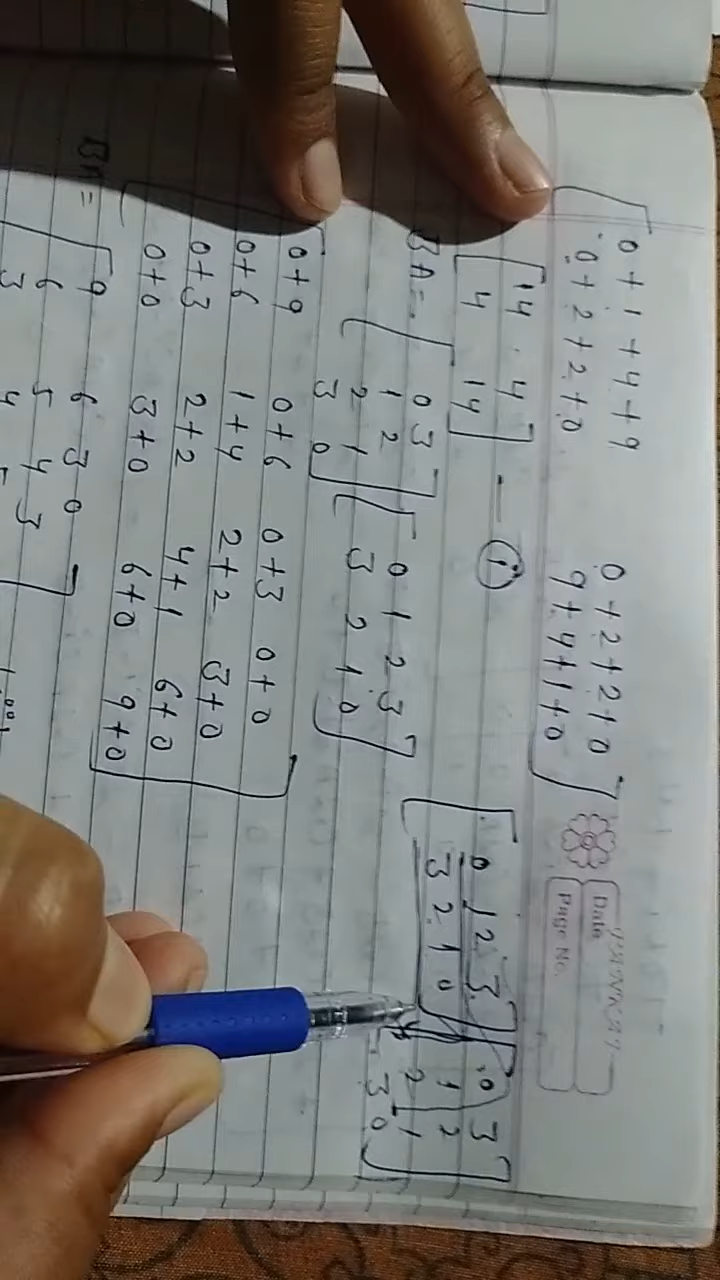 Date
Page No.
0+1+4+9 0+2+2+0
0+2+2+0 9+4+1+0
14 4
4 14 — ①
0 1 2 3 0 3
3 2 1 0 1 2
2 1
3 0
BA = 0 3 0 1 2 3
1 2 3 2 1 0
2 1
3 0
0+9 0+6 0+3 0+0
0+6 1+4 2+2 3+0
0+3 2+2 4+1 6+0
0+0 3+0 6+0 9+0
BA = 9 6 3 0
6 5 4 3
3 4 5